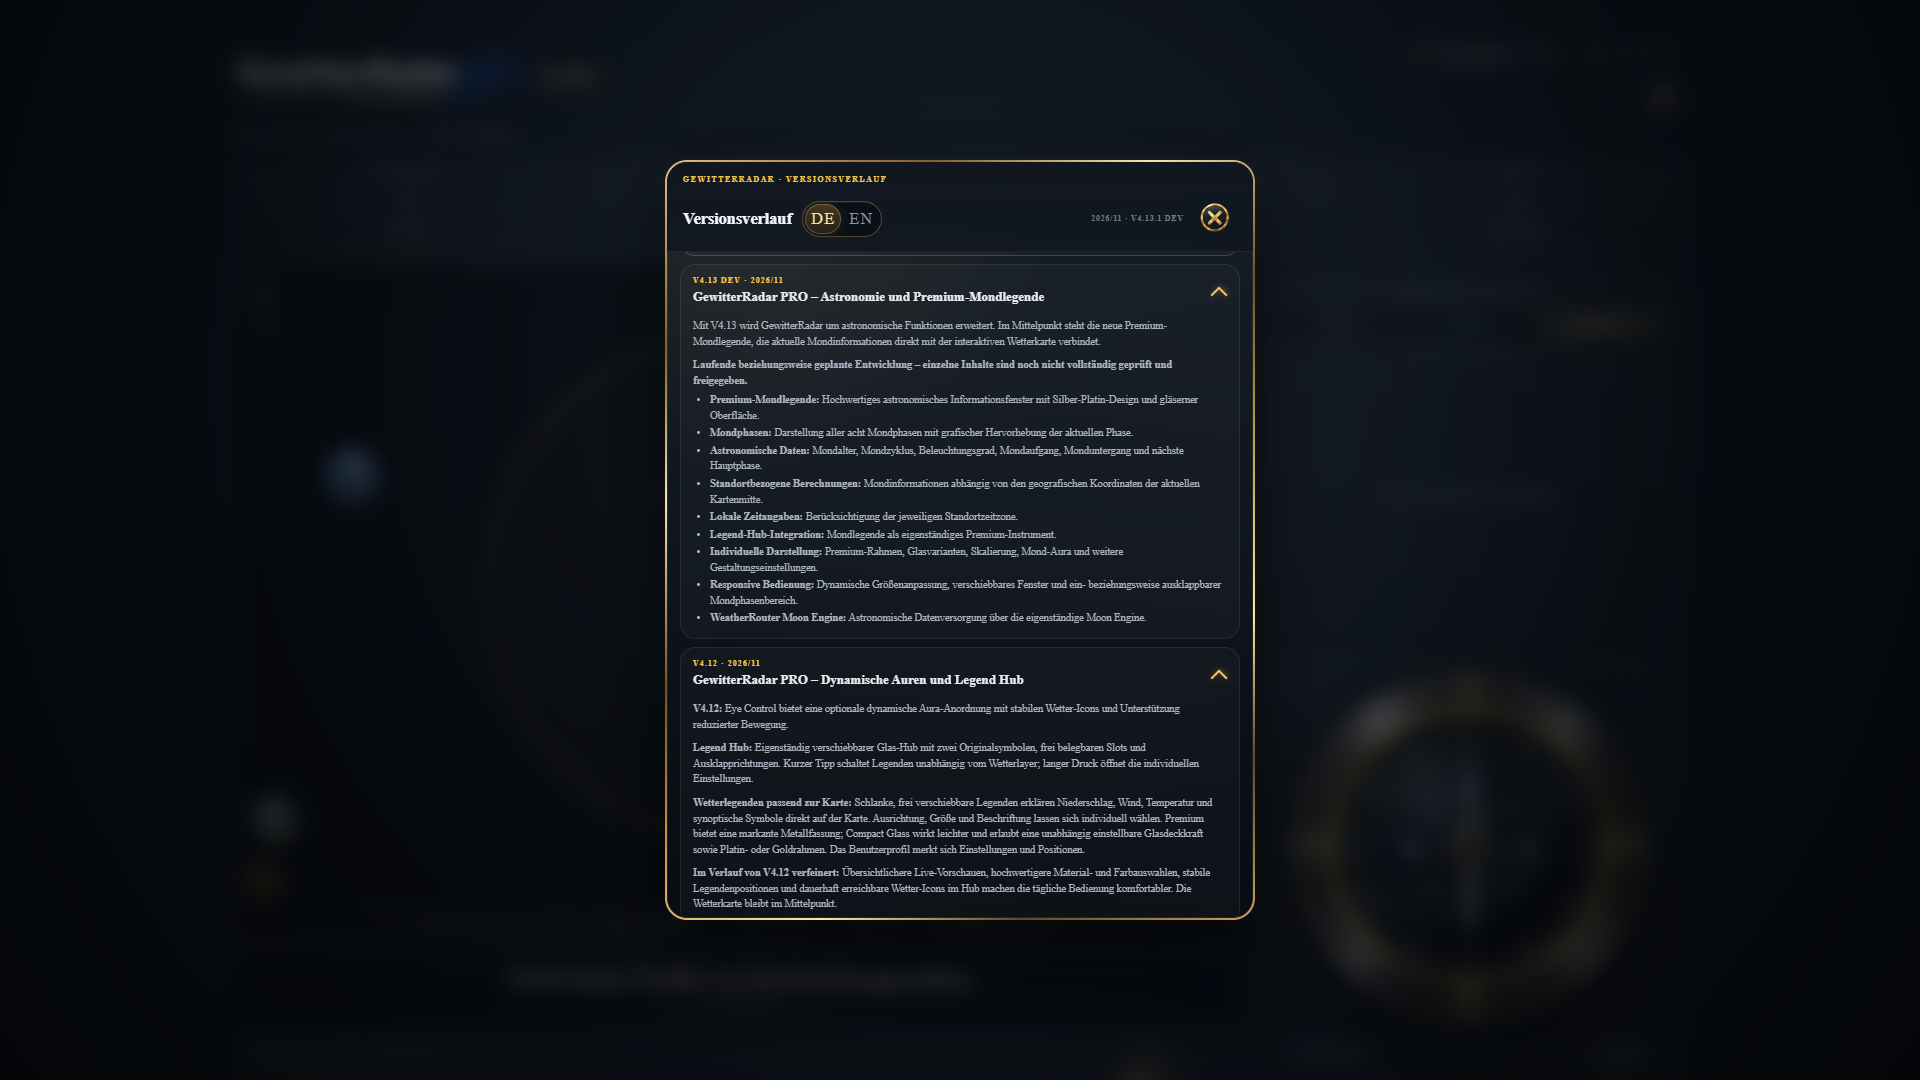 GEWITTERRADAR · VERSIONSVERLAUF
Versionsverlauf DE EN 2026/11 · V4.13.1 DEV
V4.13 DEV · 2026/11
GewitterRadar PRO – Astronomie und Premium-Mondlegende
Mit V4.13 wird GewitterRadar um astronomische Funktionen erweitert. Im Mittelpunkt steht die neue Premium-
Mondlegende, die aktuelle Mondinformationen direkt mit der interaktiven Wetterkarte verbindet.
Laufende beziehungsweise geplante Entwicklung – einzelne Inhalte sind noch nicht vollständig geprüft und
freigegeben.
• Premium-Mondlegende: Hochwertiges astronomisches Informationsfenster mit Silber-Platin-Design und gläserner
Oberfläche.
• Mondphasen: Darstellung aller acht Mondphasen mit grafischer Hervorhebung der aktuellen Phase.
• Astronomische Daten: Mondalter, Mondzyklus, Beleuchtungsgrad, Mondaufgang, Monduntergang und nächste
Hauptphase.
• Standortbezogene Berechnungen: Mondinformationen abhängig von den geografischen Koordinaten der aktuellen
Kartenmitte.
• Lokale Zeitangaben: Berücksichtigung der jeweiligen Standortzeitzone.
• Legend-Hub-Integration: Mondlegende als eigenständiges Premium-Instrument.
• Individuelle Darstellung: Premium-Rahmen, Glasvarianten, Skalierung, Mond-Aura und weitere
Gestaltungseinstellungen.
• Responsive Bedienung: Dynamische Größenanpassung, verschiebbares Fenster und ein- beziehungsweise ausklappbarer
Mondphasenbereich.
• WeatherRouter Moon Engine: Astronomische Datenversorgung über die eigenständige Moon Engine.
V4.12 · 2026/11
GewitterRadar PRO – Dynamische Auren und Legend Hub
V4.12: Eye Control bietet eine optionale dynamische Aura-Anordnung mit stabilen Wetter-Icons und Unterstützung
reduzierter Bewegung.
Legend Hub: Eigenständig verschiebbarer Glas-Hub mit zwei Originalsymbolen, frei belegbaren Slots und
Ausklapprichtungen. Kurzer Tipp schaltet Legenden unabhängig vom Wetterlayer; langer Druck öffnet die individuellen
Einstellungen.
Wetterlegenden passend zur Karte: Schlanke, frei verschiebbare Legenden erklären Niederschlag, Wind, Temperatur und
synoptische Symbole direkt auf der Karte. Ausrichtung, Größe und Beschriftung lassen sich individuell wählen. Premium
bietet eine markante Metallfassung; Compact Glass wirkt leichter und erlaubt eine unabhängig einstellbare Glasdeckkraft
sowie Platin- oder Goldrahmen. Das Benutzerprofil merkt sich Einstellungen und Positionen.
Im Verlauf von V4.12 verfeinert: Übersichtlichere Live-Vorschauen, hochwertigere Material- und Farbauswahlen, stabile
Legendenpositionen und dauerhaft erreichbare Wetter-Icons im Hub machen die tägliche Bedienung komfortabler. Die
Wetterkarte bleibt im Mittelpunkt.